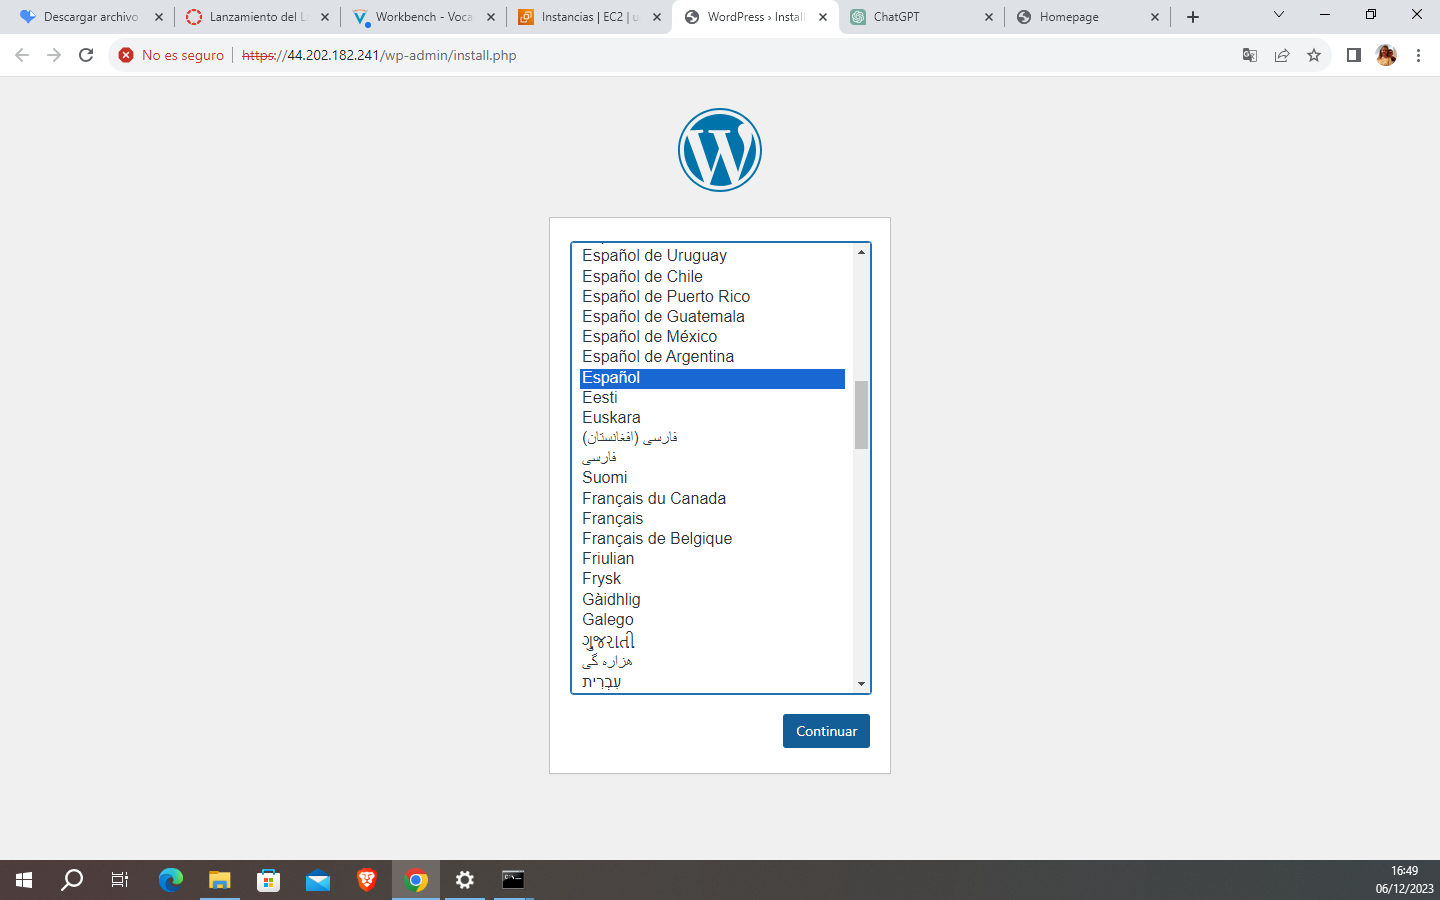 Descargar archivo
Lanzamiento del L
Workbench - Voca
Instancias | EC2 | u
WordPress › Install
ChatGPT
Homepage
No es seguro
https://44.202.182.241/wp-admin/install.php
Español de Uruguay
Español de Chile
Español de Puerto Rico
Español de Guatemala
Español de México
Español de Argentina
Español
Eesti
Euskara
(فارسی (افغانستان
فارسی
Suomi
Français du Canada
Français
Français de Belgique
Friulian
Frysk
Gàidhlig
Galego
ગુજરાતી
هزاره گی
עִבְרִית
Continuar
16:49
06/12/2023